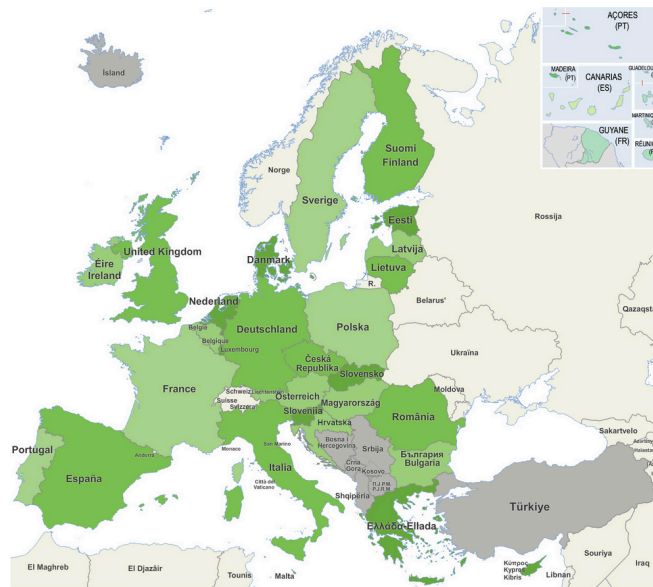 AÇORES
(PT)
MADEIRA
(PT)
CANARIAS
(ES)
GUYANE
(FR)
Ísland
Norge
Sverige
Suomi
Finland
Rossija
Eesti
Latvija
Lietuva
R.
Belarus'
United Kingdom
Éire
Ireland
Danmark
Nederland
België
Belgique
Luxembourg
Deutschland
Polska
Qazaqsta
Ukraïna
Česká
Republika
Slovensko
Moldova
France
Schweiz
Liechtenstein
Suisse
Svizzera
Österreich
Magyarország
Slovenija
România
Hrvatska
Portugal
España
Andorra
Monaco
San Marino
Italia
Città del
Vaticano
Bosna i
Hercegovina
Srbija
България
Bulgaria
Crna
Gora
Kosovo
Shqipëria
Sakartvelo
Ελλάδα-Ellada
Türkiye
El Maghreb
El Djazâir
Tounis
Malta
Κύπρος
Kypros
Kibris
Libnan
Souriya
Iraq